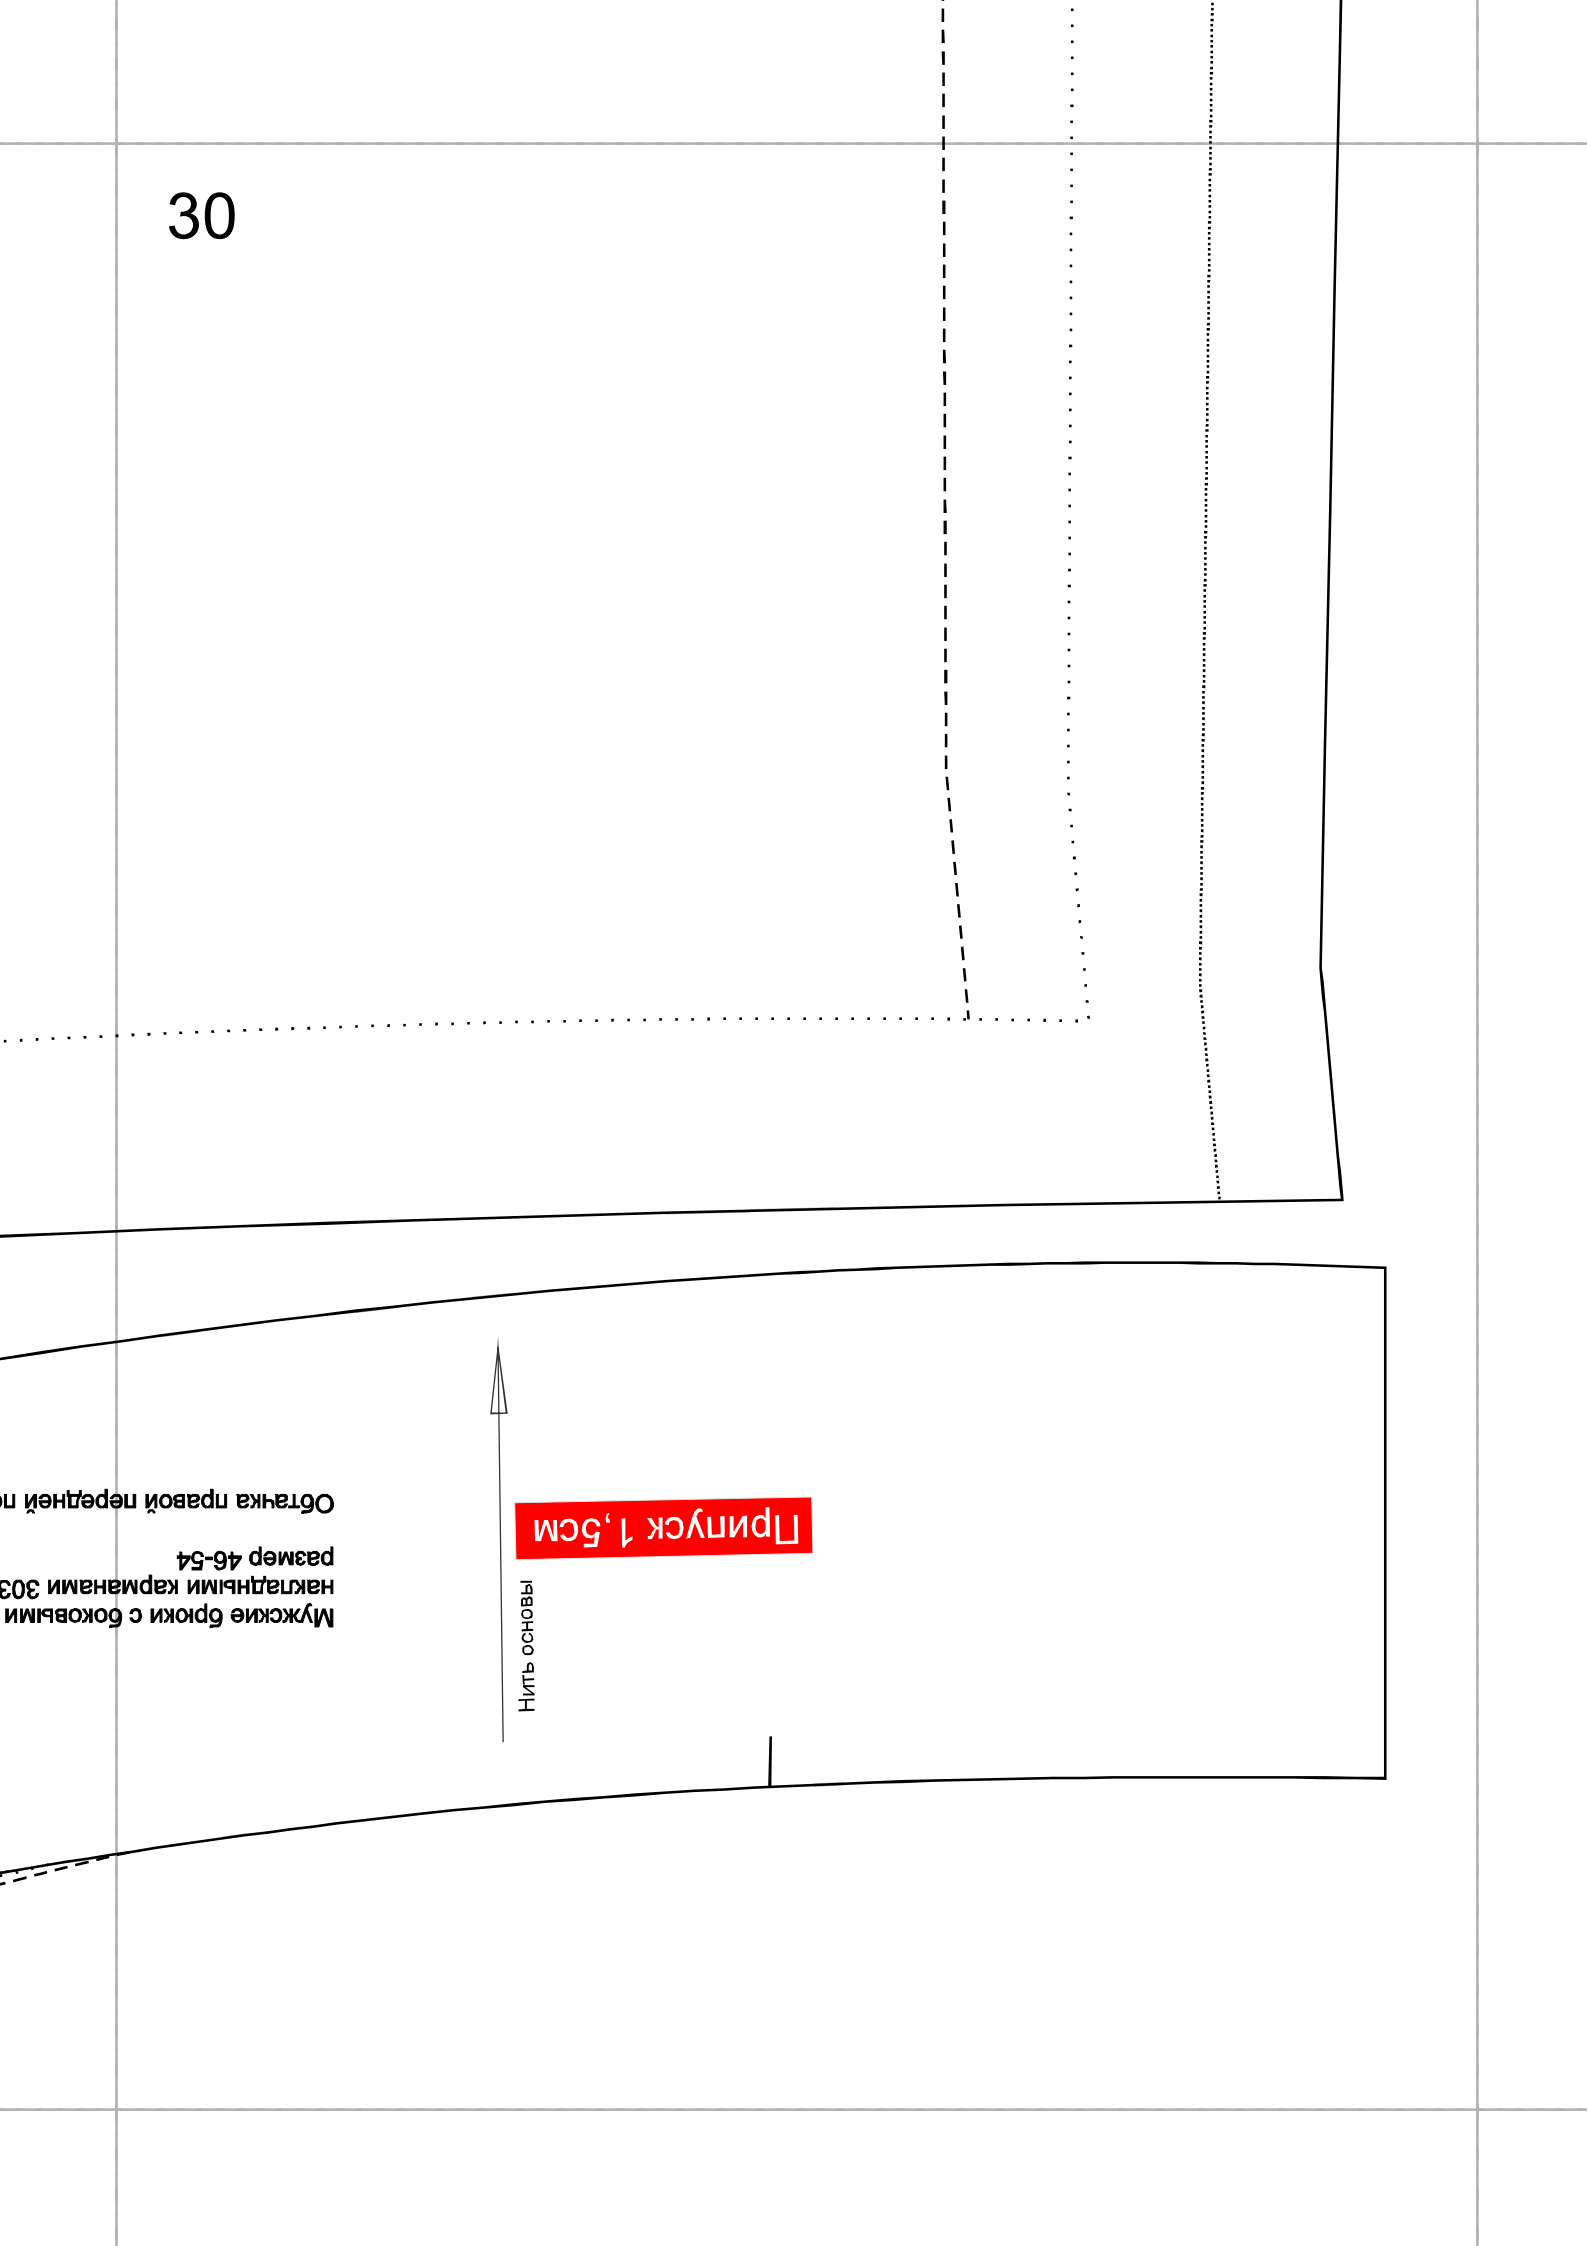 30
Мужские брюки с боковыми
накладными карманами 303
размер 46-54
Обтачка правой передней
Припуск 1,5см
Нить основы